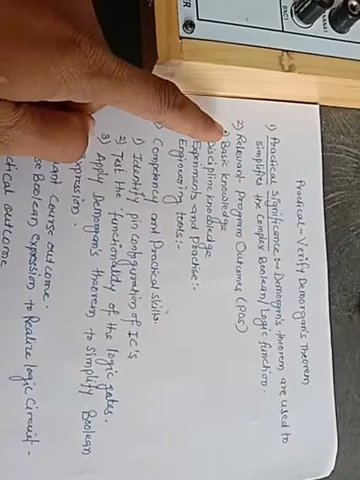 Practical - Verify Demorgan's Theorem
1) Practical Significance :- Demorgan's theorem are used to
simplifies the complex Boolean/Logic function.
2) Relevant Program Outcomes (POS)
Basic knowledge
Discipline knowledge
Experiments and Practise:-
Engineering tools:-
Competency and Practical skills.
1) Identify pin configuration of IC's
2) Test the functionality of the logic gates.
3) Apply Demorgan's theorem to simplify Boolean
expression.
Course outcome.
Boolean expression to Realize logic circuit.
outcome